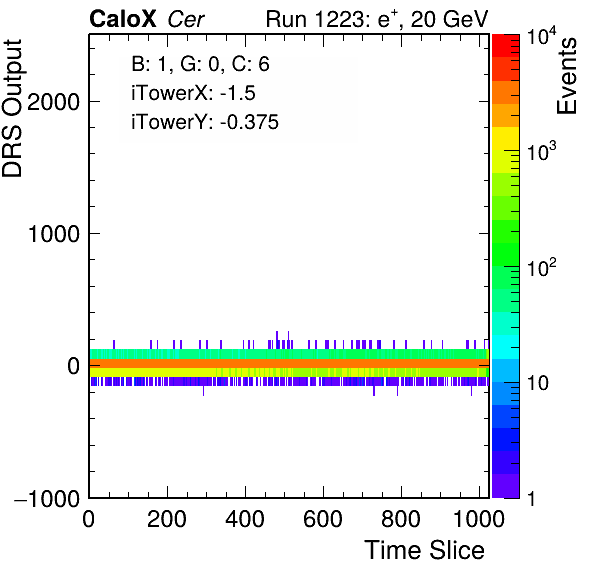 CaloX Cer Run 1223: e⁺, 20 GeV
B: 1, G: 0, C: 6
iTowerX: -1.5
iTowerY: -0.375
DRS Output
2000
1000
0
−1000
0 200 400 600 800 1000
Time Slice
Events
10⁴
10³
10²
10
1